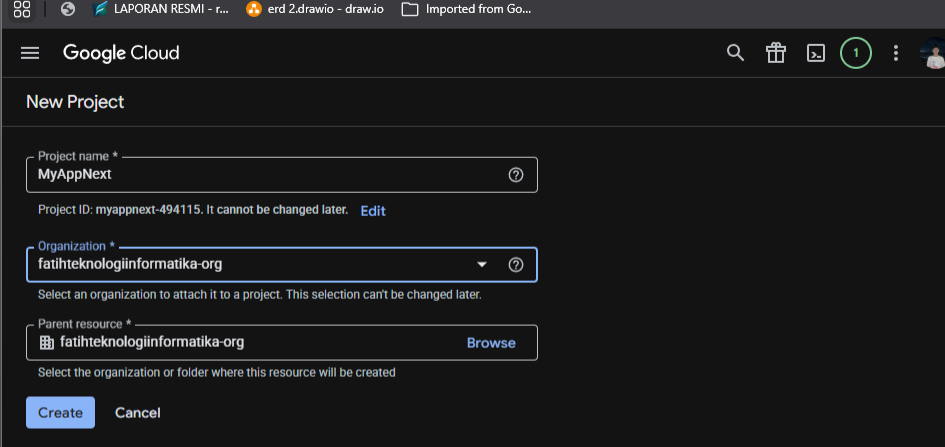 LAPORAN RESMI - r...
erd 2.drawio - draw.io
Imported from Go...
Google Cloud
1
New Project
Project name *
MyAppNext
Project ID: myappnext-494115. It cannot be changed later.
Edit
Organization *
fatihteknologiinformatika-org
Select an organization to attach it to a project. This selection can't be changed later.
Parent resource *
fatihteknologiinformatika-org
Browse
Select the organization or folder where this resource will be created
Create
Cancel